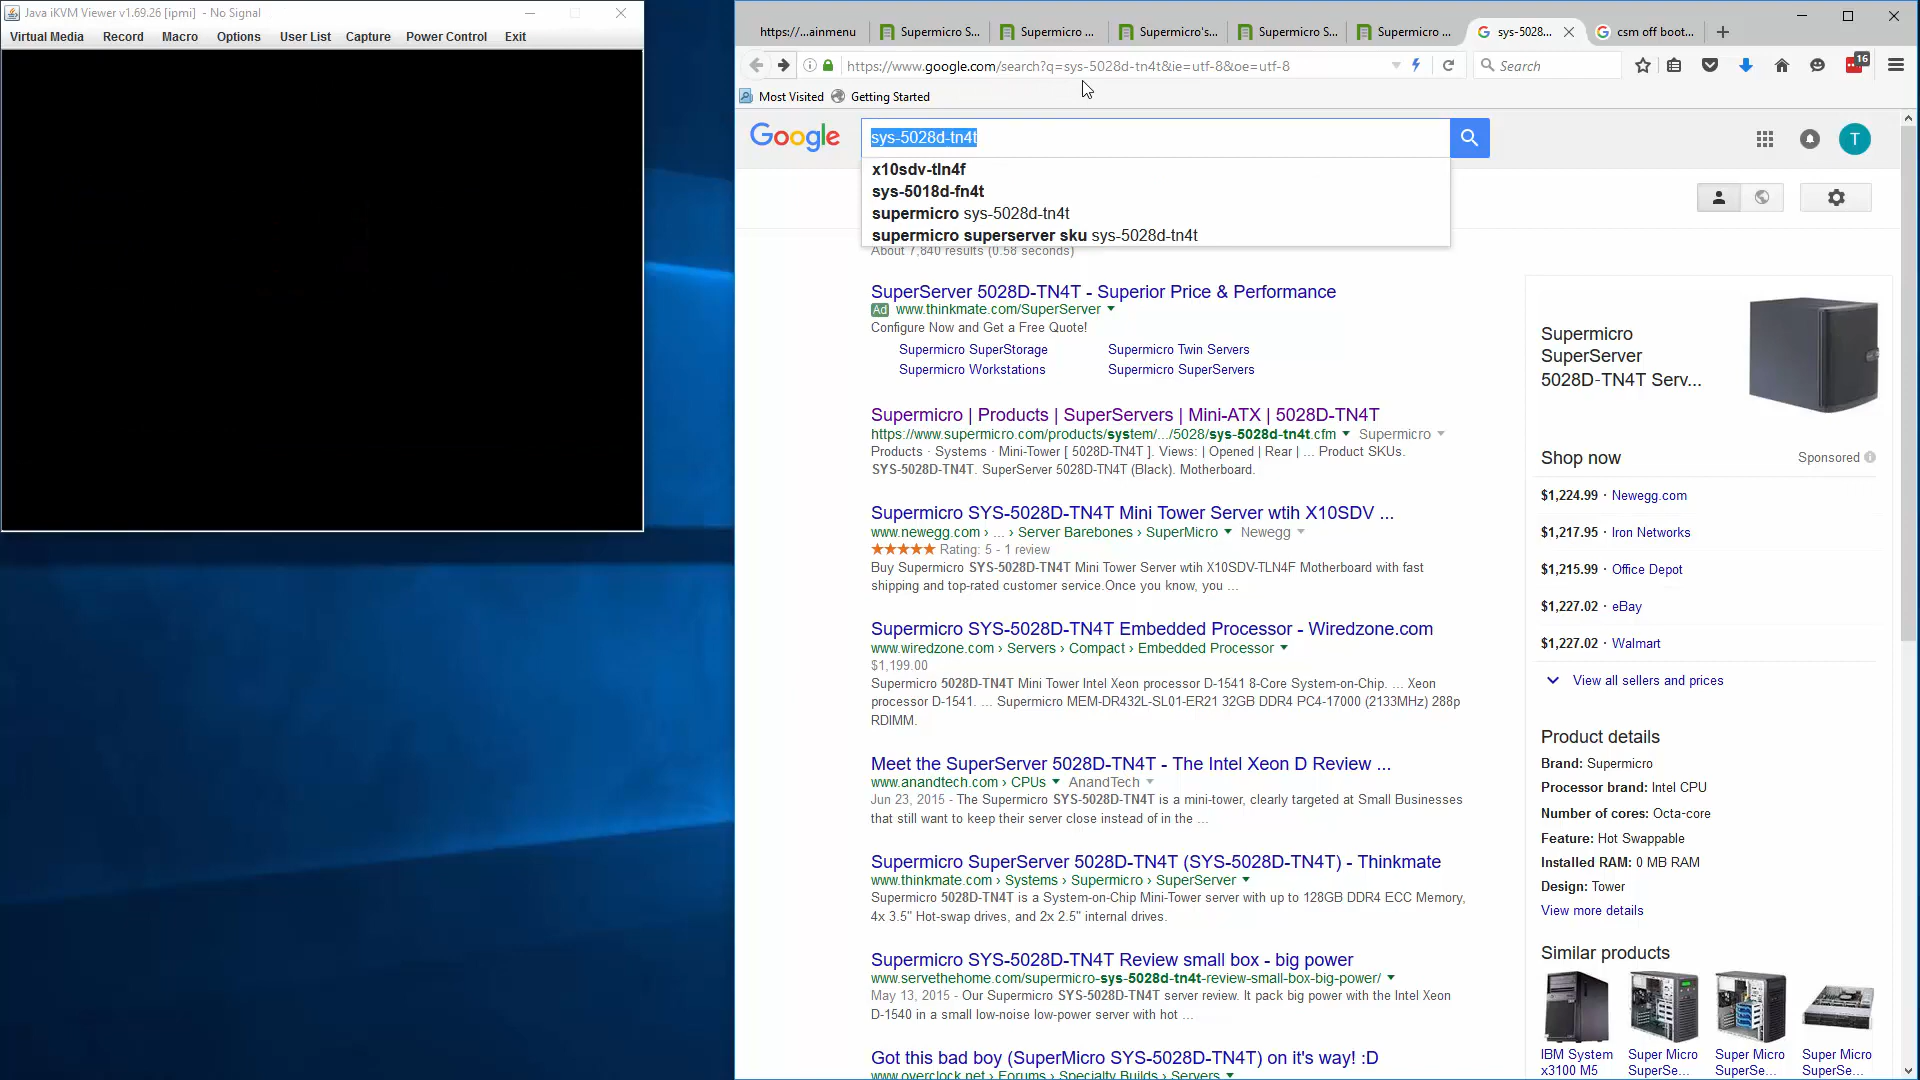 Java iKVM Viewer v1.69.26 [ipmi] - No Signal
Virtual Media Record Macro Options User List Capture Power Control Exit
https://...ainmenu
Supermicro S...
Supermicro ...
Supermicro's...
Supermicro S...
Supermicro ...
sys-5028...
csm off boot...
https://www.google.com/search?q=sys-5028d-tn4t&ie=utf-8&oe=utf-8
Search
16
Most Visited Getting Started
Google
sys-5028d-tn4t
T
x10sdv-tln4f
sys-5018d-fn4t
supermicro sys-5028d-tn4t
supermicro superserver sku sys-5028d-tn4t
About 7,840 results (0.58 seconds)
SuperServer 5028D-TN4T - Superior Price & Performance
Ad www.thinkmate.com/SuperServer
Configure Now and Get a Free Quote!
Supermicro SuperStorage Supermicro Twin Servers
Supermicro Workstations Supermicro SuperServers
Supermicro | Products | SuperServers | Mini-ATX | 5028D-TN4T
https://www.supermicro.com/products/system/.../5028/sys-5028d-tn4t.cfm Supermicro
Products · Systems · Mini-Tower [ 5028D-TN4T ]. Views: | Opened | Rear | ... Product SKUs.
SYS-5028D-TN4T. SuperServer 5028D-TN4T (Black). Motherboard.
Supermicro SYS-5028D-TN4T Mini Tower Server wtih X10SDV ...
www.newegg.com › ... › Server Barebones › SuperMicro Newegg
Rating: 5 - 1 review
Buy Supermicro SYS-5028D-TN4T Mini Tower Server wtih X10SDV-TLN4F Motherboard with fast
shipping and top-rated customer service.Once you know, you ...
Supermicro SYS-5028D-TN4T Embedded Processor - Wiredzone.com
www.wiredzone.com › Servers › Compact › Embedded Processor
$1,199.00
Supermicro 5028D-TN4T Mini Tower Intel Xeon processor D-1541 8-Core System-on-Chip. ... Xeon
processor D-1541. ... Supermicro MEM-DR432L-SL01-ER21 32GB DDR4 PC4-17000 (2133MHz) 288p
RDIMM.
Meet the SuperServer 5028D-TN4T - The Intel Xeon D Review ...
www.anandtech.com › CPUs AnandTech
Jun 23, 2015 - The Supermicro SYS-5028D-TN4T is a mini-tower, clearly targeted at Small Businesses
that still want to keep their server close instead of in the ...
Supermicro SuperServer 5028D-TN4T (SYS-5028D-TN4T) - Thinkmate
www.thinkmate.com › Systems › Supermicro › SuperServer
Supermicro 5028D-TN4T is a System-on-Chip Mini-Tower server with up to 128GB DDR4 ECC Memory,
4x 3.5" Hot-swap drives, and 2x 2.5" internal drives.
Supermicro SYS-5028D-TN4T Review small box - big power
www.servethehome.com/supermicro-sys-5028d-tn4t-review-small-box-big-power/
May 13, 2015 - Our Supermicro SYS-5028D-TN4T server review. It pack big power with the Intel Xeon
D-1540 in a small low-noise low-power server with hot ...
Got this bad boy (SuperMicro SYS-5028D-TN4T) on it's way! :D
www.overclock.net › Forums › Specialty Builds › Servers
Supermicro
SuperServer
5028D-TN4T Serv...
Shop now Sponsored
$1,224.99 · Newegg.com
$1,217.95 · Iron Networks
$1,215.99 · Office Depot
$1,227.02 · eBay
$1,227.02 · Walmart
View all sellers and prices
Product details
Brand: Supermicro
Processor brand: Intel CPU
Number of cores: Octa-core
Feature: Hot Swappable
Installed RAM: 0 MB RAM
Design: Tower
View more details
Similar products
IBM System Super Micro Super Micro Super Micro
x3100 M5 SuperSe... SuperSe... SuperSe...